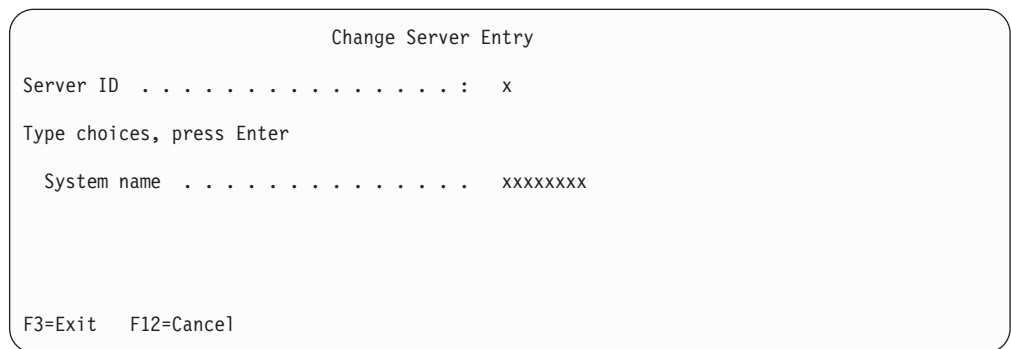 Change Server Entry
Server ID . . . . . . . . . . . . . . . : x
Type choices, press Enter
System name . . . . . . . . . . . . . . xxxxxxxx
F3=Exit F12=Cancel